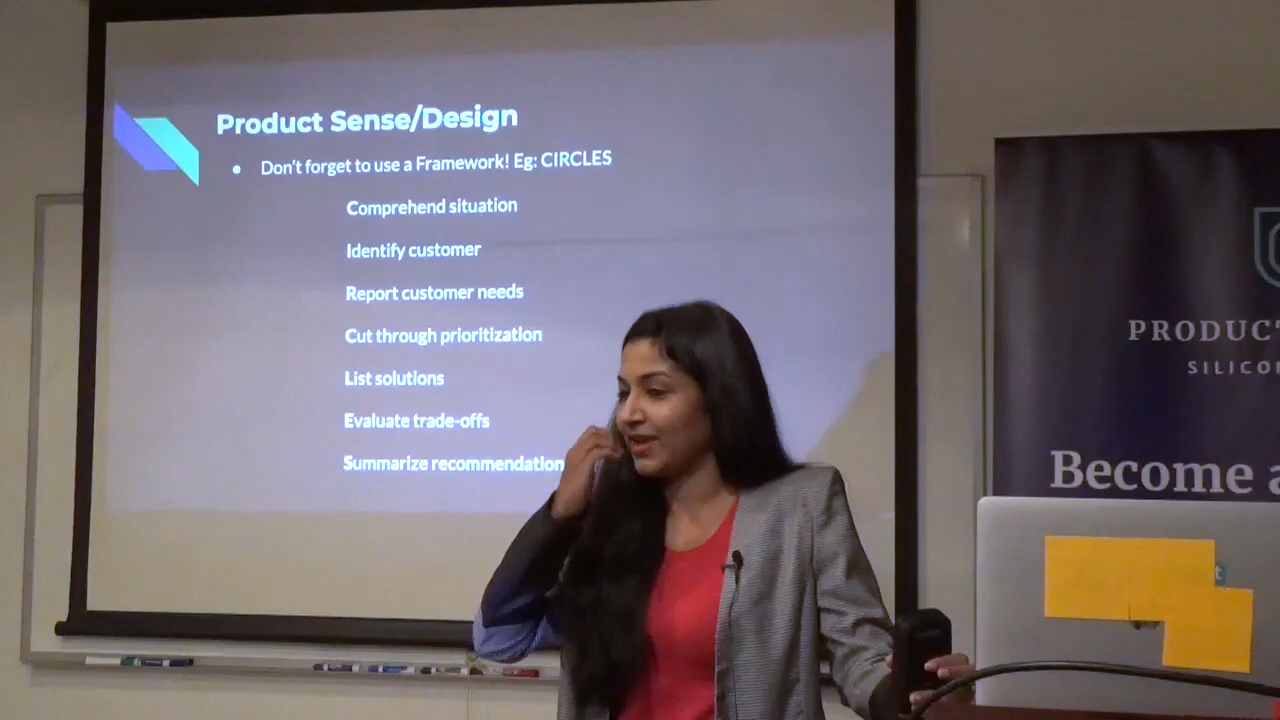 Product Sense/Design
● Don't forget to use a Framework! Eg: CIRCLES
Comprehend situation
Identify customer
Report customer needs
Cut through prioritization
List solutions
Evaluate trade-offs
Summarize recommendation
PRODUCT
SILICO
Become a
t